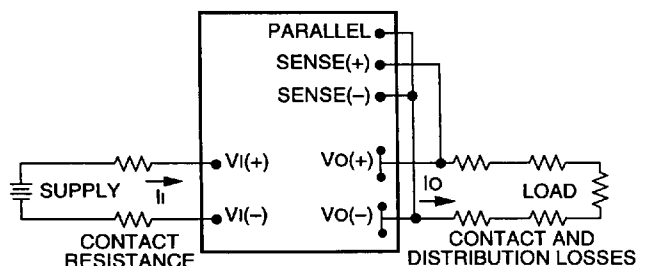 PARALLEL
SENSE(+)
SENSE(–)
VI(+)
VO(+)
SUPPLY
II
IO
LOAD
VI(–)
VO(–)
CONTACT
RESISTANCE
CONTACT AND
DISTRIBUTION LOSSES